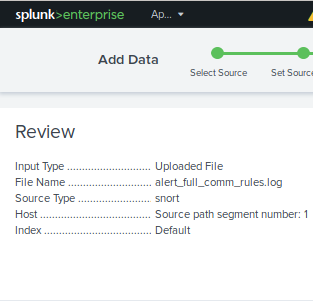 splunk>enterprise Ap... ▾
Add Data
Select Source Set Sourc
Review
Input Type ............................ Uploaded File
File Name ............................ alert_full_comm_rules.log
Source Type ......................... snort
Host ..................................... Source path segment number: 1
Index .................................... Default